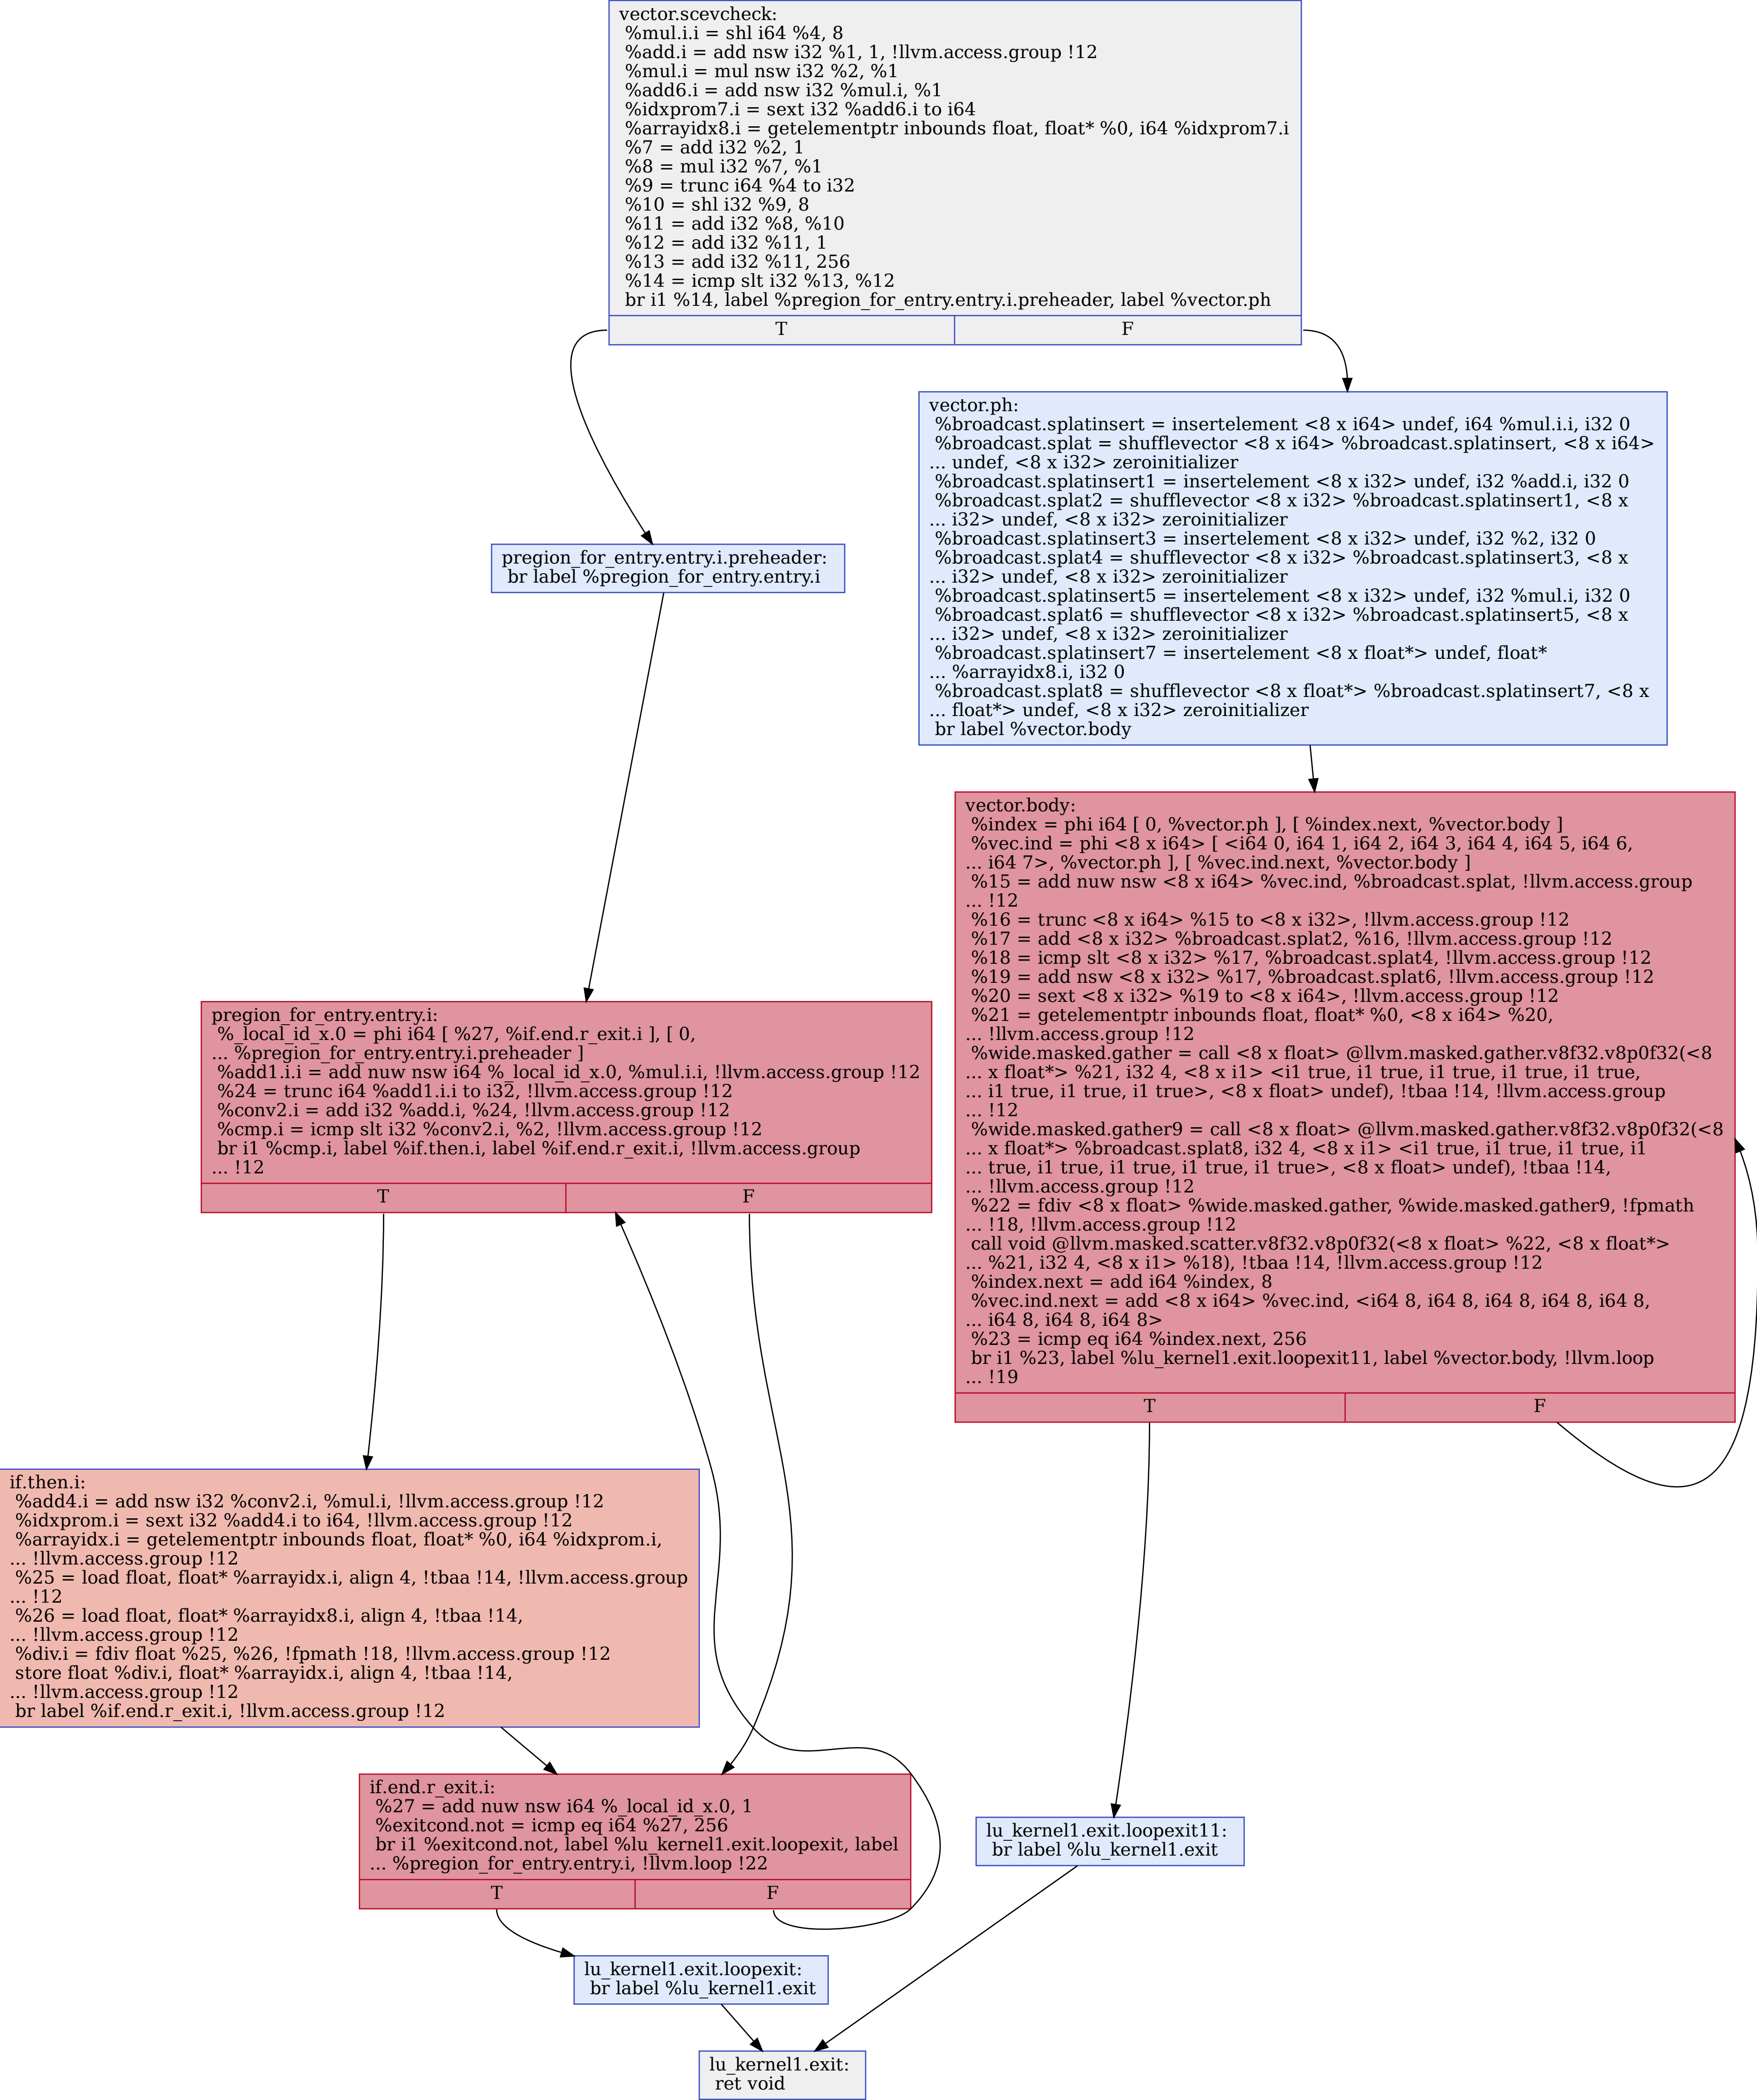 vector.scevcheck:
%mul.i.i = shl i64 %4, 8
%add.i = add nsw i32 %1, 1, !llvm.access.group !12
%mul.i = mul nsw i32 %2, %1
%add6.i = add nsw i32 %mul.i, %1
%idxprom7.i = sext i32 %add6.i to i64
%arrayidx8.i = getelementptr inbounds float, float* %0, i64 %idxprom7.i
%7 = add i32 %2, 1
%8 = mul i32 %7, %1
%9 = trunc i64 %4 to i32
%10 = shl i32 %9, 8
%11 = add i32 %8, %10
%12 = add i32 %11, 1
%13 = add i32 %11, 256
%14 = icmp slt i32 %13, %12
br i1 %14, label %pregion_for_entry.entry.i.preheader, label %vector.ph
T
F
vector.ph:
%broadcast.splatinsert = insertelement <8 x i64> undef, i64 %mul.i.i, i32 0
%broadcast.splat = shufflevector <8 x i64> %broadcast.splatinsert, <8 x i64>
... undef, <8 x i32> zeroinitializer
%broadcast.splatinsert1 = insertelement <8 x i32> undef, i32 %add.i, i32 0
%broadcast.splat2 = shufflevector <8 x i32> %broadcast.splatinsert1, <8 x
... i32> undef, <8 x i32> zeroinitializer
%broadcast.splatinsert3 = insertelement <8 x i32> undef, i32 %2, i32 0
%broadcast.splat4 = shufflevector <8 x i32> %broadcast.splatinsert3, <8 x
... i32> undef, <8 x i32> zeroinitializer
%broadcast.splatinsert5 = insertelement <8 x i32> undef, i32 %mul.i, i32 0
%broadcast.splat6 = shufflevector <8 x i32> %broadcast.splatinsert5, <8 x
... i32> undef, <8 x i32> zeroinitializer
%broadcast.splatinsert7 = insertelement <8 x float*> undef, float*
... %arrayidx8.i, i32 0
%broadcast.splat8 = shufflevector <8 x float*> %broadcast.splatinsert7, <8 x
... float*> undef, <8 x i32> zeroinitializer
br label %vector.body
pregion_for_entry.entry.i.preheader:
br label %pregion_for_entry.entry.i
vector.body:
%index = phi i64 [ 0, %vector.ph ], [ %index.next, %vector.body ]
%vec.ind = phi <8 x i64> [ <i64 0, i64 1, i64 2, i64 3, i64 4, i64 5, i64 6,
... i64 7>, %vector.ph ], [ %vec.ind.next, %vector.body ]
%15 = add nuw nsw <8 x i64> %vec.ind, %broadcast.splat, !llvm.access.group
... !12
%16 = trunc <8 x i64> %15 to <8 x i32>, !llvm.access.group !12
%17 = add <8 x i32> %broadcast.splat2, %16, !llvm.access.group !12
%18 = icmp slt <8 x i32> %17, %broadcast.splat4, !llvm.access.group !12
%19 = add nsw <8 x i32> %17, %broadcast.splat6, !llvm.access.group !12
%20 = sext <8 x i32> %19 to <8 x i64>, !llvm.access.group !12
%21 = getelementptr inbounds float, float* %0, <8 x i64> %20,
... !llvm.access.group !12
%wide.masked.gather = call <8 x float> @llvm.masked.gather.v8f32.v8p0f32(<8
... x float*> %21, i32 4, <8 x i1> <i1 true, i1 true, i1 true, i1 true, i1 true,
... i1 true, i1 true, i1 true>, <8 x float> undef), !tbaa !14, !llvm.access.group
... !12
%wide.masked.gather9 = call <8 x float> @llvm.masked.gather.v8f32.v8p0f32(<8
... x float*> %broadcast.splat8, i32 4, <8 x i1> <i1 true, i1 true, i1 true, i1
... true, i1 true, i1 true, i1 true, i1 true>, <8 x float> undef), !tbaa !14,
... !llvm.access.group !12
%22 = fdiv <8 x float> %wide.masked.gather, %wide.masked.gather9, !fpmath
... !18, !llvm.access.group !12
call void @llvm.masked.scatter.v8f32.v8p0f32(<8 x float> %22, <8 x float*>
... %21, i32 4, <8 x i1> %18), !tbaa !14, !llvm.access.group !12
%index.next = add i64 %index, 8
%vec.ind.next = add <8 x i64> %vec.ind, <i64 8, i64 8, i64 8, i64 8, i64 8,
... i64 8, i64 8, i64 8>
%23 = icmp eq i64 %index.next, 256
br i1 %23, label %lu_kernel1.exit.loopexit11, label %vector.body, !llvm.loop
... !19
T
F
pregion_for_entry.entry.i:
%_local_id_x.0 = phi i64 [ %27, %if.end.r_exit.i ], [ 0,
... %pregion_for_entry.entry.i.preheader ]
%add1.i.i = add nuw nsw i64 %_local_id_x.0, %mul.i.i, !llvm.access.group !12
%24 = trunc i64 %add1.i.i to i32, !llvm.access.group !12
%conv2.i = add i32 %add.i, %24, !llvm.access.group !12
%cmp.i = icmp slt i32 %conv2.i, %2, !llvm.access.group !12
br i1 %cmp.i, label %if.then.i, label %if.end.r_exit.i, !llvm.access.group
... !12
T
F
if.then.i:
%add4.i = add nsw i32 %conv2.i, %mul.i, !llvm.access.group !12
%idxprom.i = sext i32 %add4.i to i64, !llvm.access.group !12
%arrayidx.i = getelementptr inbounds float, float* %0, i64 %idxprom.i,
... !llvm.access.group !12
%25 = load float, float* %arrayidx.i, align 4, !tbaa !14, !llvm.access.group
... !12
%26 = load float, float* %arrayidx8.i, align 4, !tbaa !14,
... !llvm.access.group !12
%div.i = fdiv float %25, %26, !fpmath !18, !llvm.access.group !12
store float %div.i, float* %arrayidx.i, align 4, !tbaa !14,
... !llvm.access.group !12
br label %if.end.r_exit.i, !llvm.access.group !12
if.end.r_exit.i:
%27 = add nuw nsw i64 %_local_id_x.0, 1
%exitcond.not = icmp eq i64 %27, 256
br i1 %exitcond.not, label %lu_kernel1.exit.loopexit, label
... %pregion_for_entry.entry.i, !llvm.loop !22
T
F
lu_kernel1.exit.loopexit11:
br label %lu_kernel1.exit
lu_kernel1.exit.loopexit:
br label %lu_kernel1.exit
lu_kernel1.exit:
ret void